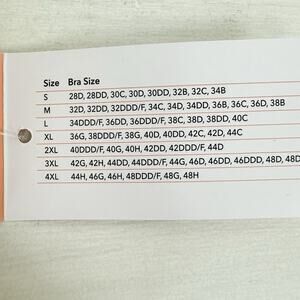 Size Bra Size
S 28D, 28DD, 30C, 30D, 30DD, 32B, 32C, 34B
M 32D, 32DD, 32DDD/F, 34C, 34D, 34DD, 36B, 36C, 36D, 38B
L 34DDD/F, 36DD, 36DDD/F, 38C, 38D, 38DD, 40C
XL 36G, 38DDD/F, 38G, 40D, 40DD, 42C, 42D, 44C
2XL 40DDD/F, 40G, 40H, 42DD, 42DDD/F, 44D
3XL 42G, 42H, 44DD, 44DDD/F, 44G, 46D, 46DD, 46DDD, 48D, 48D
4XL 44H, 46G, 46H, 48DDD/F, 48G, 48H